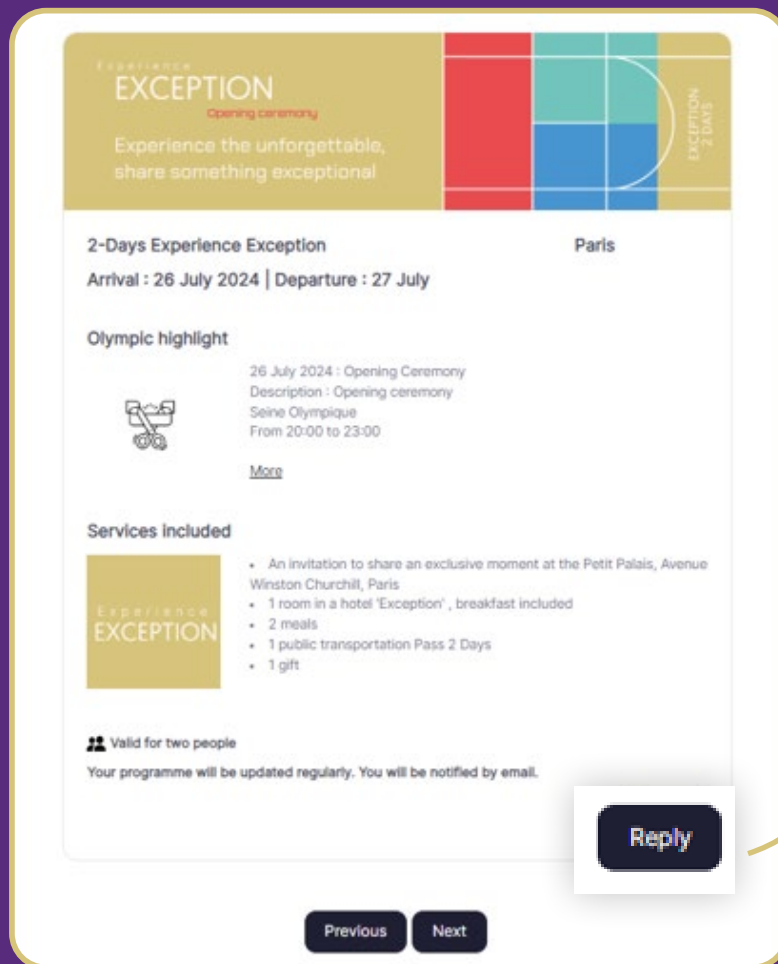 Experience
EXCEPTION
Opening ceremony
Experience the unforgettable,
share something exceptional
EXCEPTION
2 DAYS
2-Days Experience Exception
Paris
Arrival : 26 July 2024 | Departure : 27 July
Olympic highlight
26 July 2024 : Opening Ceremony
Description : Opening ceremony
Seine Olympique
From 20:00 to 23:00
More
Services included
Experience
EXCEPTION
• An invitation to share an exclusive moment at the Petit Palais, Avenue
Winston Churchill, Paris
• 1 room in a hotel 'Exception' , breakfast included
• 2 meals
• 1 public transportation Pass 2 Days
• 1 gift
Valid for two people
Your programme will be updated regularly. You will be notified by email.
Reply
Previous
Next